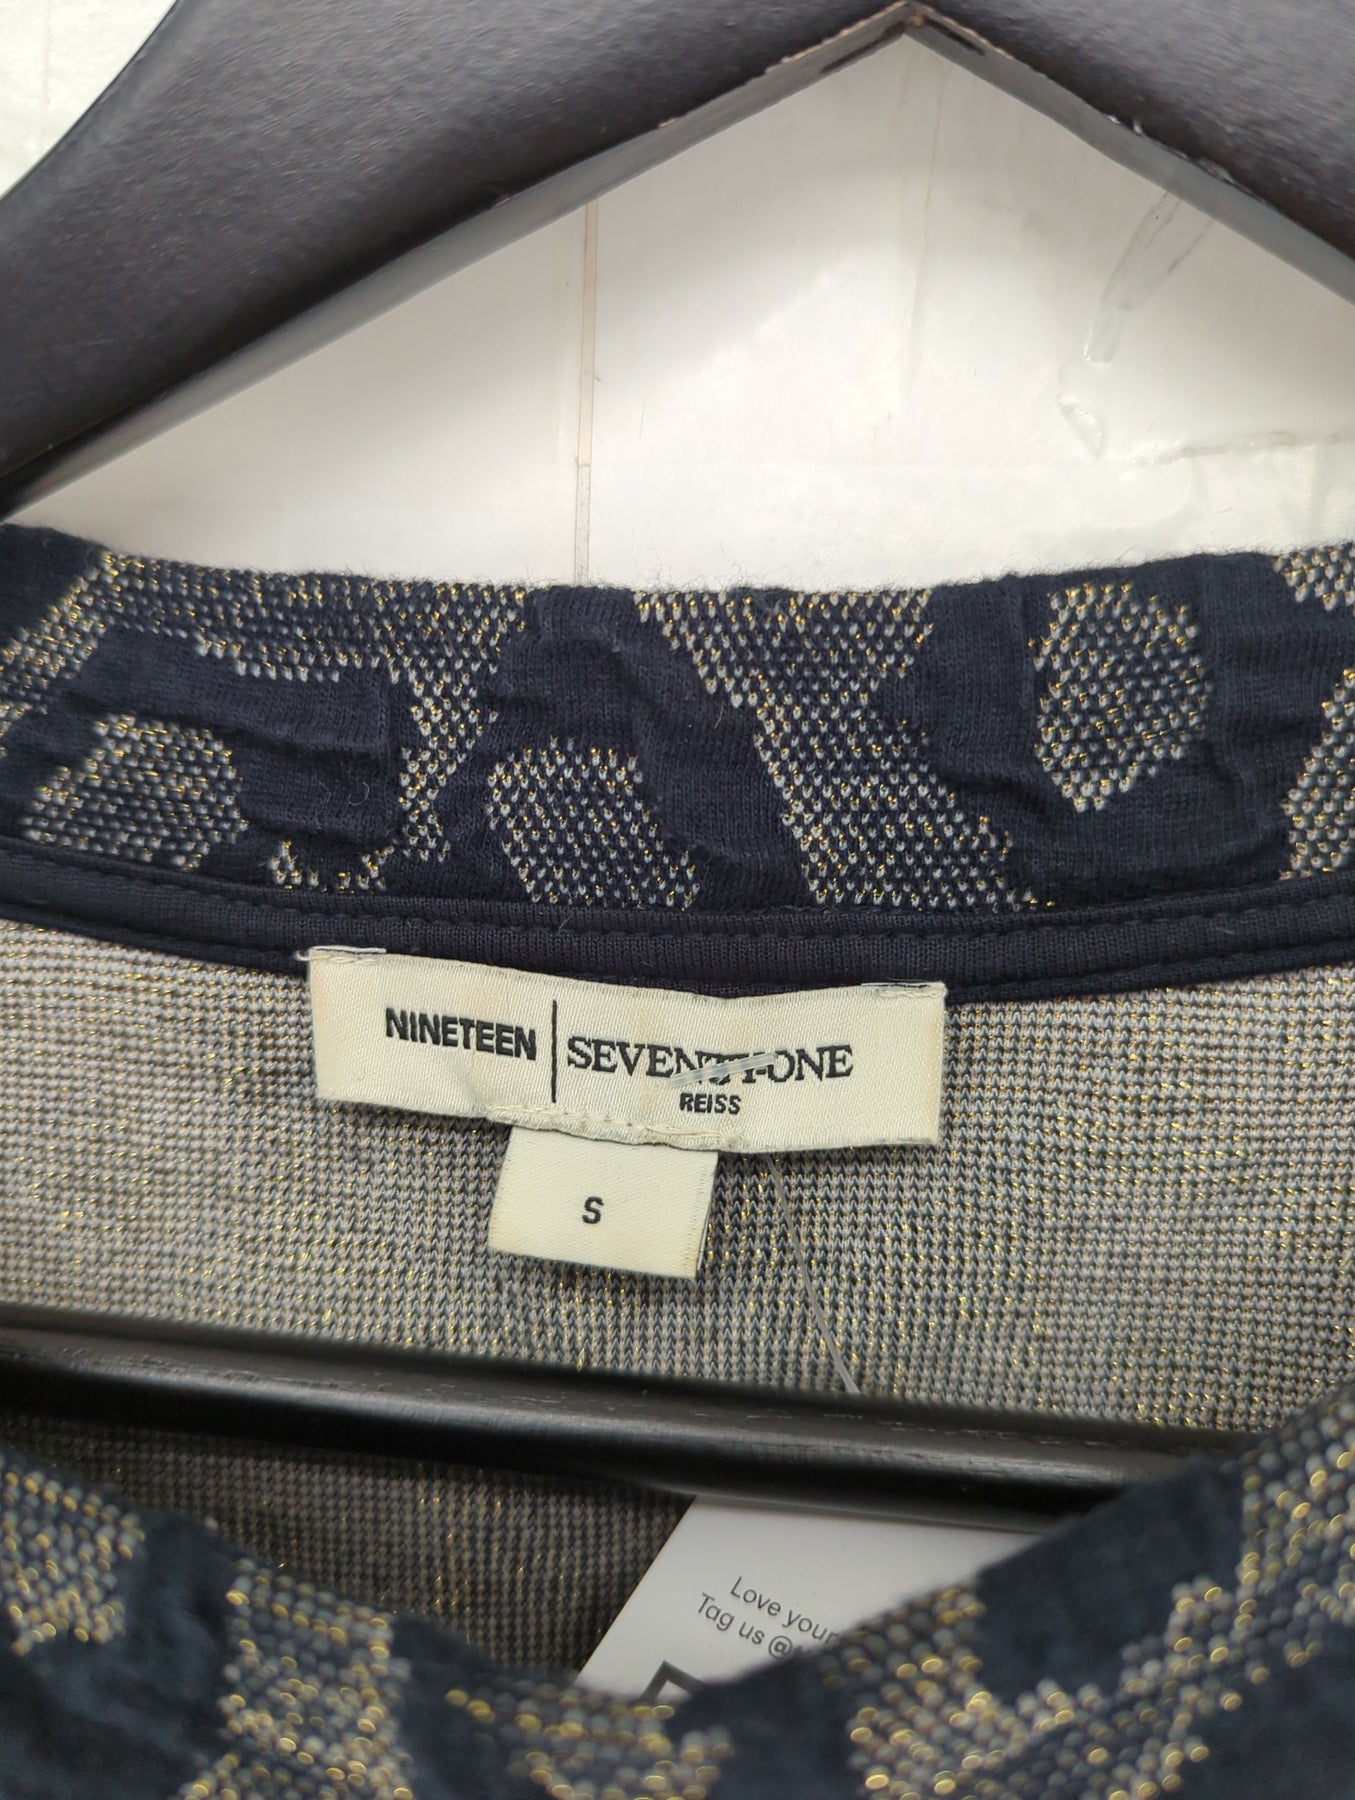 NINETEEN | SEVENTY-ONE
REISS
S
Love your
Tag us @